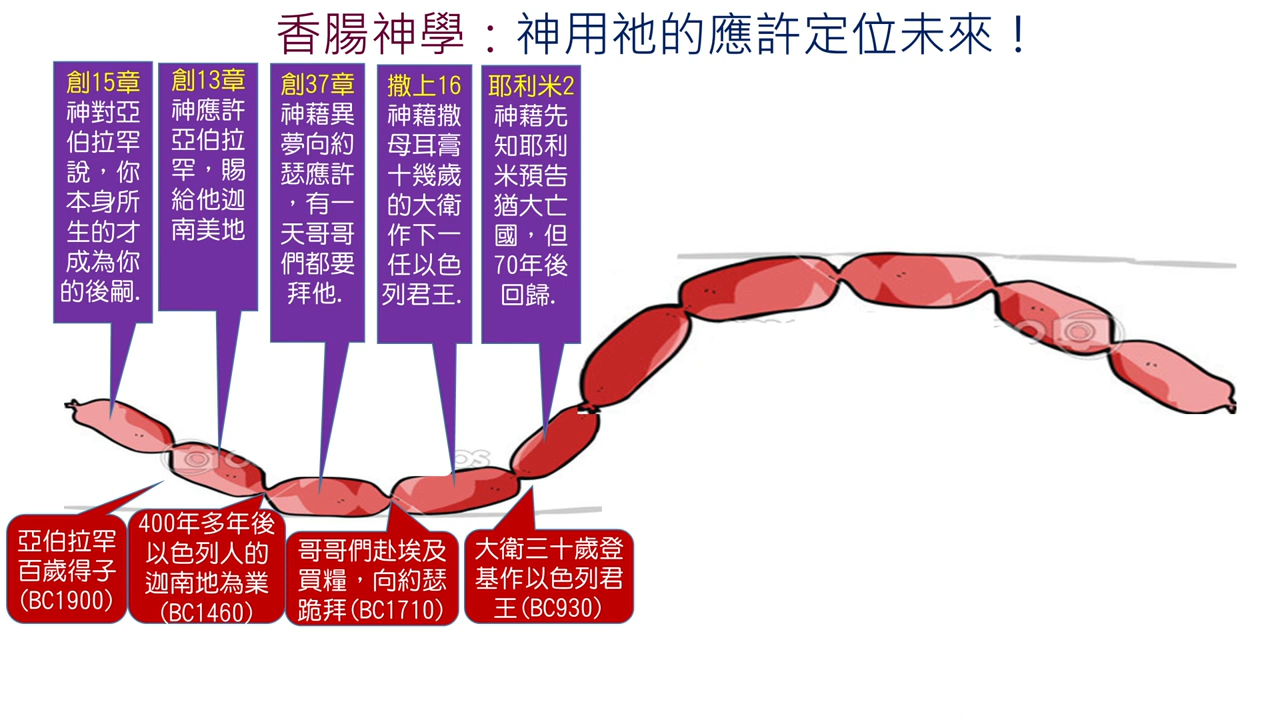 香腸神學：神用祂的應許定位未來！
創15章
神對亞
伯拉罕
說，你
本身所
生的才
成為你
的後嗣.
創13章
神應許
亞伯拉
罕，賜
給他迦
南美地
創37章
神藉異
夢向約
瑟應許
，有一
天哥哥
們都要
拜他.
撒上16
神藉撒
母耳膏
十幾歲
的大衛
作下一
任以色
列君王.
耶利米2
神藉先
知耶利
米預告
猶大亡
國，但
70年後
回歸.
亞伯拉罕
百歲得子
(BC1900)
400年多年後
以色列人的
迦南地為業
(BC1460)
哥哥們赴埃及
買糧，向約瑟
跪拜(BC1710)
大衛三十歲登
基作以色列君
王(BC930)